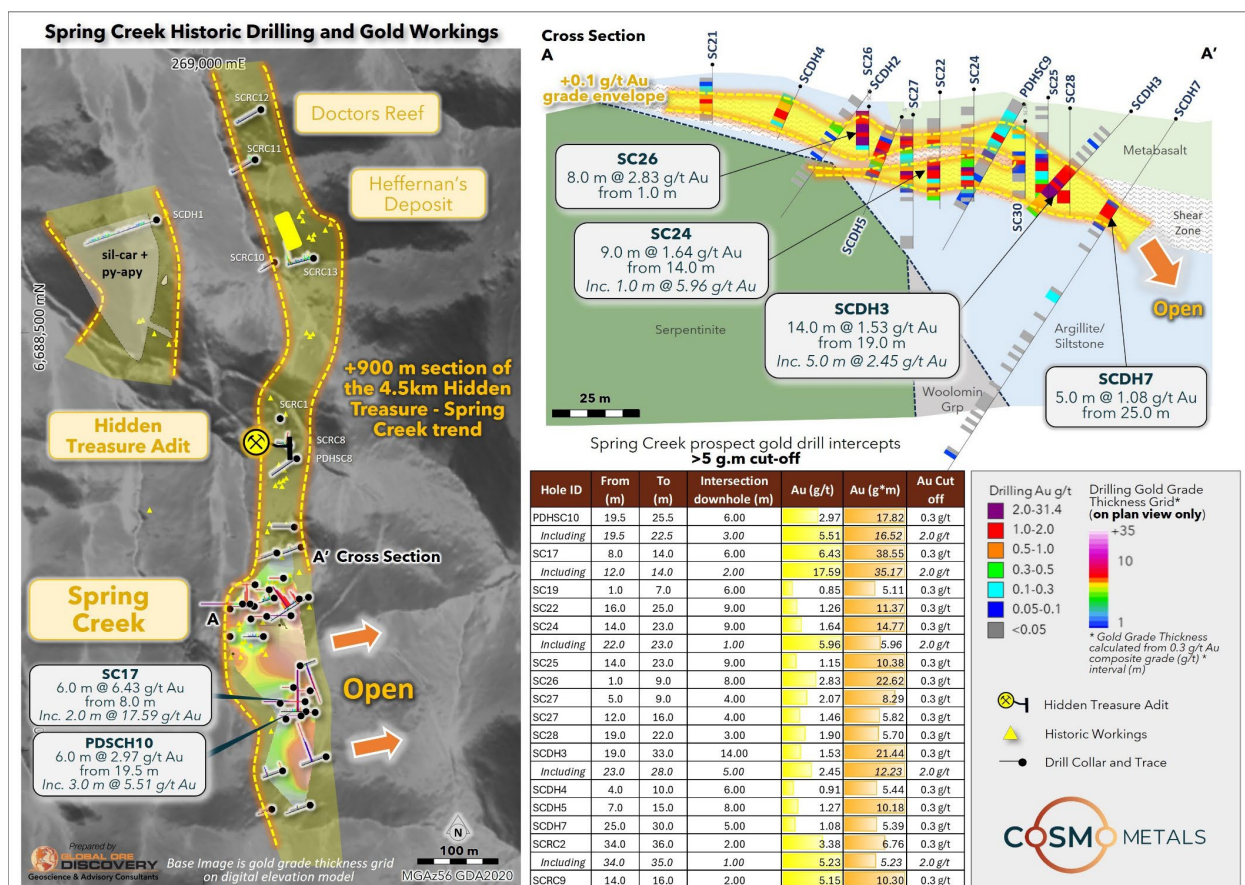 Spring Creek Historic Drilling and Gold Workings
269,000 mE
6,688,500 mN
SCRC12
Doctors Reef
SCRC11
Heffernan's
Deposit
SCDH1
sil-car +
py-apy
SCRC10
SCRC13
+900 m section of
the 4.5km Hidden
Treasure - Spring
Creek trend
SCRC1
Hidden
Treasure Adit
SCRC8
PDHSC8
A' Cross Section
Spring
Creek
A
SC17
6.0 m @ 6.43 g/t Au
from 8.0 m
Inc. 2.0 m @ 17.59 g/t Au
Open
PDSCH10
6.0 m @ 2.97 g/t Au
from 19.5 m
Inc. 3.0 m @ 5.51 g/t Au
Prepared by
GLOBAL ORE
DISCOVERY
Geoscience & Advisory Consultants
Base Image is gold grade thickness grid
on digital elevation model
N
100 m
MGAz56 GDA2020
Cross Section
A
A'
SC21
SCDH4
SC26
SCDH2
SC27
SC22
SC24
PDHSC9
SC25
SC28
SCDH3
SCDH7
+0.1 g/t Au
grade envelope
SC26
8.0 m @ 2.83 g/t Au
from 1.0 m
Metabasalt
Shear
Zone
SCDH5
SC30
SC24
9.0 m @ 1.64 g/t Au
from 14.0 m
Inc. 1.0 m @ 5.96 g/t Au
Open
SCDH3
14.0 m @ 1.53 g/t Au
from 19.0 m
Inc. 5.0 m @ 2.45 g/t Au
Serpentinite
Argillite/
Siltstone
SCDH7
5.0 m @ 1.08 g/t Au
from 25.0 m
Woolomin
Grp
25 m
Spring Creek prospect gold drill intercepts
>5 g.m cut-off
Hole ID From (m) To (m) Intersection downhole (m) Au (g/t) Au (g*m) Au Cut off
PDHSC10 19.5 25.5 6.00 2.97 17.82 0.3 g/t
Including 19.5 22.5 3.00 5.51 16.52 2.0 g/t
SC17 8.0 14.0 6.00 6.43 38.55 0.3 g/t
Including 12.0 14.0 2.00 17.59 35.17 2.0 g/t
SC19 1.0 7.0 6.00 0.85 5.11 0.3 g/t
SC22 16.0 25.0 9.00 1.26 11.37 0.3 g/t
SC24 14.0 23.0 9.00 1.64 14.77 0.3 g/t
Including 22.0 23.0 1.00 5.96 5.96 2.0 g/t
SC25 14.0 23.0 9.00 1.15 10.38 0.3 g/t
SC26 1.0 9.0 8.00 2.83 22.62 0.3 g/t
SC27 5.0 9.0 4.00 2.07 8.29 0.3 g/t
SC27 12.0 16.0 4.00 1.46 5.82 0.3 g/t
SC28 19.0 22.0 3.00 1.90 5.70 0.3 g/t
SCDH3 19.0 33.0 14.00 1.53 21.44 0.3 g/t
Including 23.0 28.0 5.00 2.45 12.23 2.0 g/t
SCDH4 4.0 10.0 6.00 0.91 5.44 0.3 g/t
SCDH5 7.0 15.0 8.00 1.27 10.18 0.3 g/t
SCDH7 25.0 30.0 5.00 1.08 5.39 0.3 g/t
SCRC2 34.0 36.0 2.00 3.38 6.76 0.3 g/t
Including 34.0 35.0 1.00 5.23 5.23 2.0 g/t
SCRC9 14.0 16.0 2.00 5.15 10.30 0.3 g/t
Drilling Au g/t
2.0-31.4
1.0-2.0
0.5-1.0
0.3-0.5
0.1-0.3
0.05-0.1
<0.05
Drilling Gold Grade
Thickness Grid*
(on plan view only)
+35
10
1
* Gold Grade Thickness
calculated from 0.3 g/t Au
composite grade (g/t) *
interval (m)
Hidden Treasure Adit
Historic Workings
Drill Collar and Trace
COSMO METALS